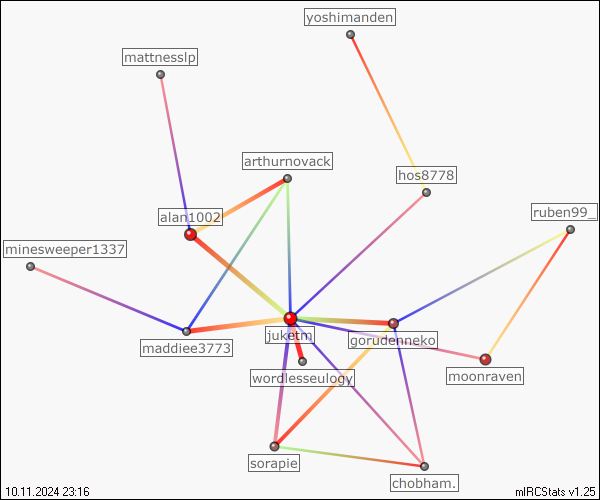 yoshimanden
mattnesslp
arthurnovack
hos8778
alan1002
ruben99_
minesweeper1337
juketm
gorudenneko
maddiee3773
wordlesseulogy
moonraven
sorapie
chobham.
10.11.2024 23:16
mIRCStats v1.25